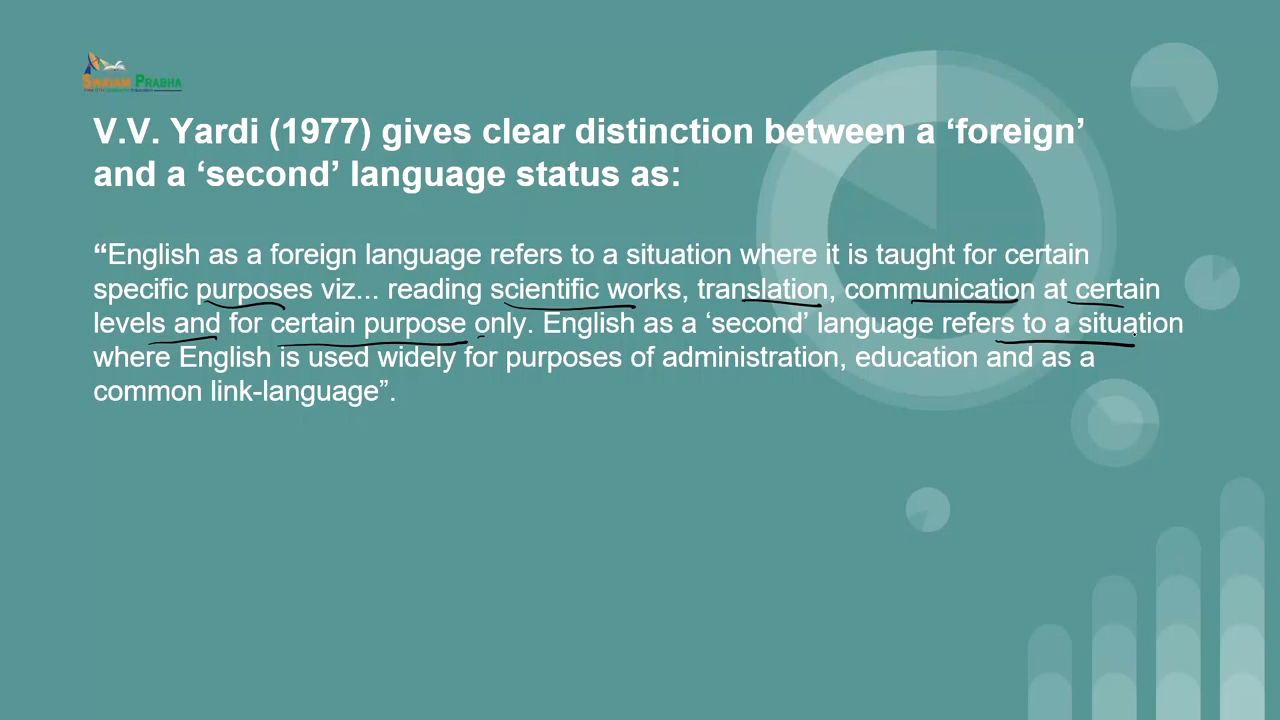 SWAYAM PRABHA
V.V. Yardi (1977) gives clear distinction between a ‘foreign’
and a ‘second’ language status as:
“English as a foreign language refers to a situation where it is taught for certain
specific purposes viz... reading scientific works, translation, communication at certain
levels and for certain purpose only. English as a ‘second’ language refers to a situation
where English is used widely for purposes of administration, education and as a
common link-language”.